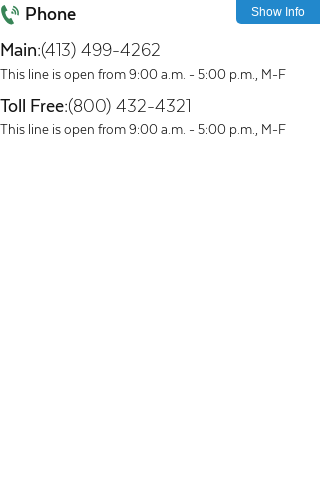 Phone
Show Info
Main:(413) 499-4262
This line is open from 9:00 a.m. - 5:00 p.m., M-F
Toll Free:(800) 432-4321
This line is open from 9:00 a.m. - 5:00 p.m., M-F